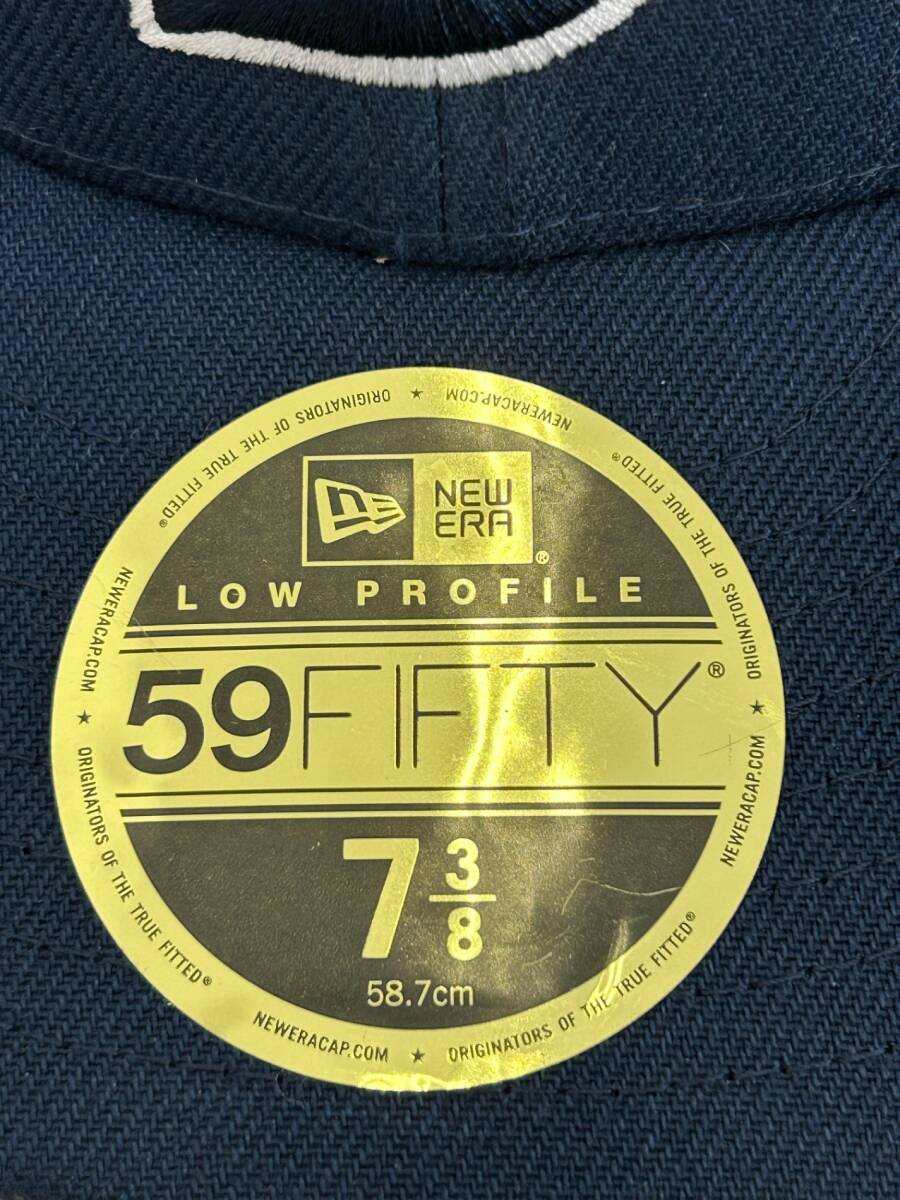 NEW
ERA®
LOW PROFILE
59FIFTY®
7 3/8
58.7cm
NEWERACAP.COM ★ ORIGINATORS OF THE TRUE FITTED®
NEWERACAP.COM ★ ORIGINATORS OF THE TRUE FITTED®
NEWERACAP.COM ★ ORIGINATORS OF THE TRUE FITTED®
NEWERACAP.COM ★ ORIGINATORS OF THE TRUE FITTED®